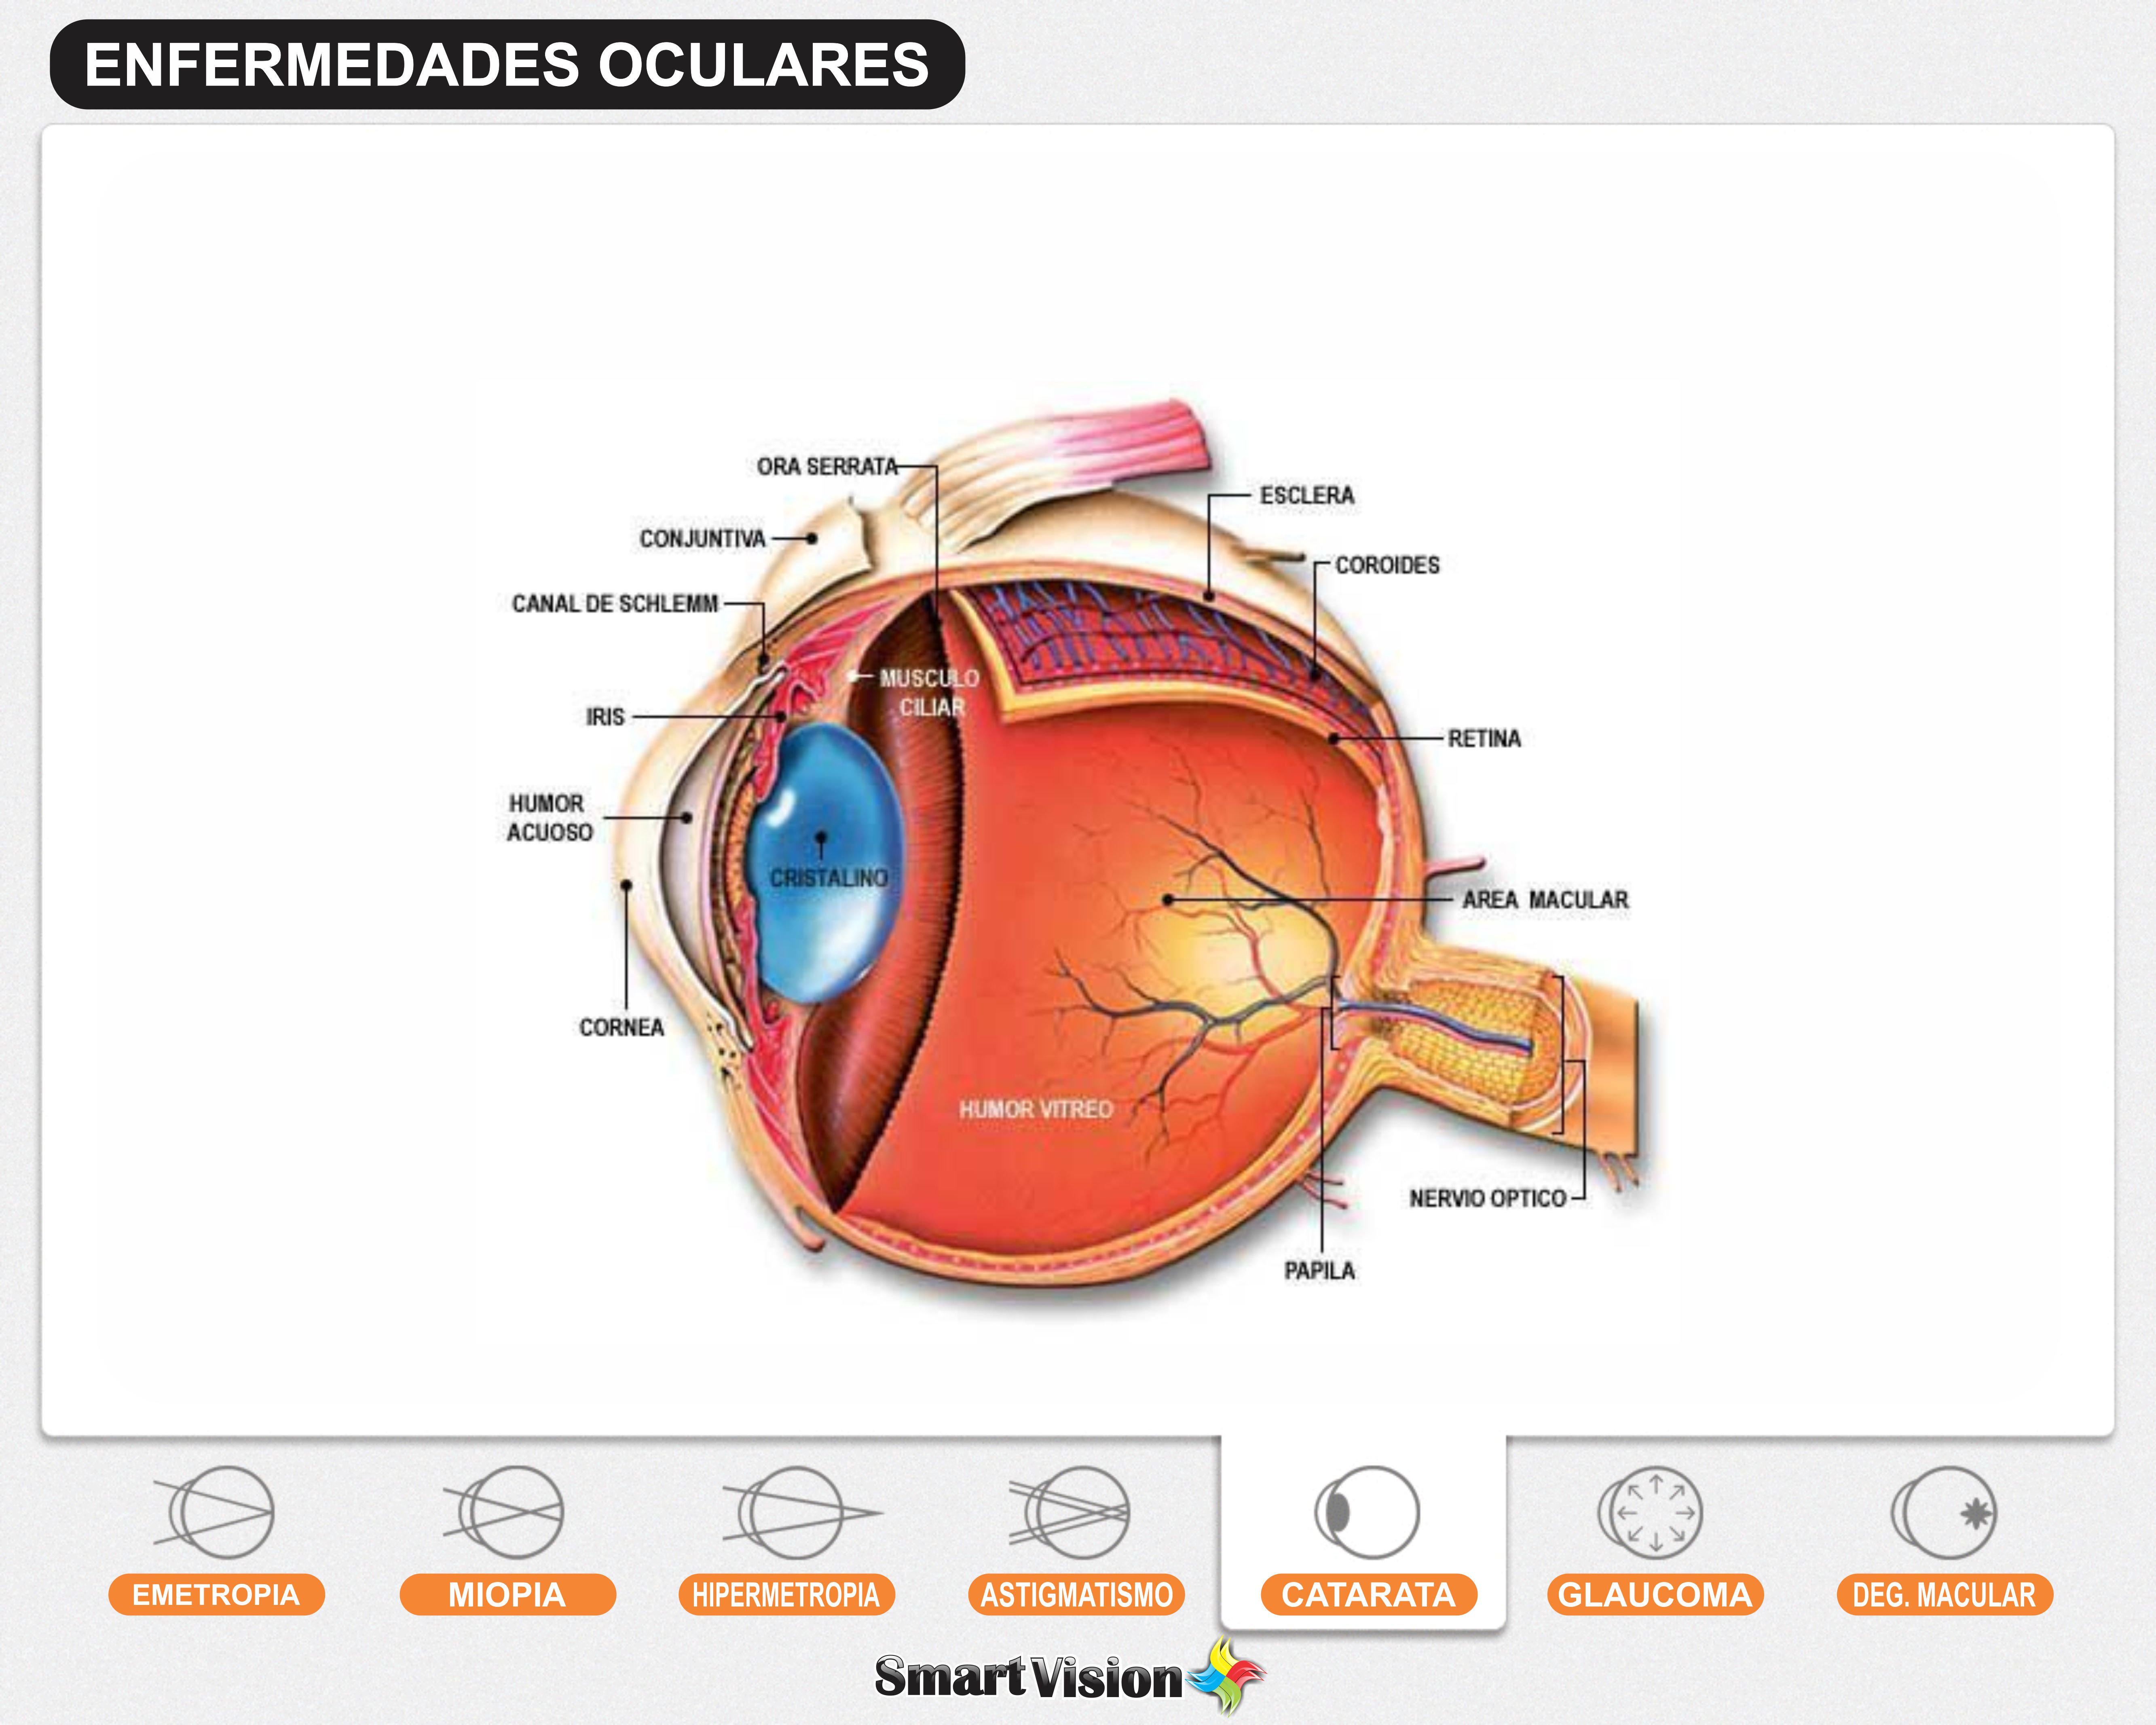 ENFERMEDADES OCULARES
ORA SERRATA
ESCLERA
CONJUNTIVA
COROIDES
CANAL DE SCHLEMM
MUSCULO
CILIAR
IRIS
RETINA
HUMOR
ACUOSO
CRISTALINO
AREA MACULAR
CORNEA
HUMOR VITREO
NERVIO OPTICO
PAPILA
EMETROPIA
MIOPIA
HIPERMETROPIA
ASTIGMATISMO
CATARATA
GLAUCOMA
DEG. MACULAR
Smart Vision